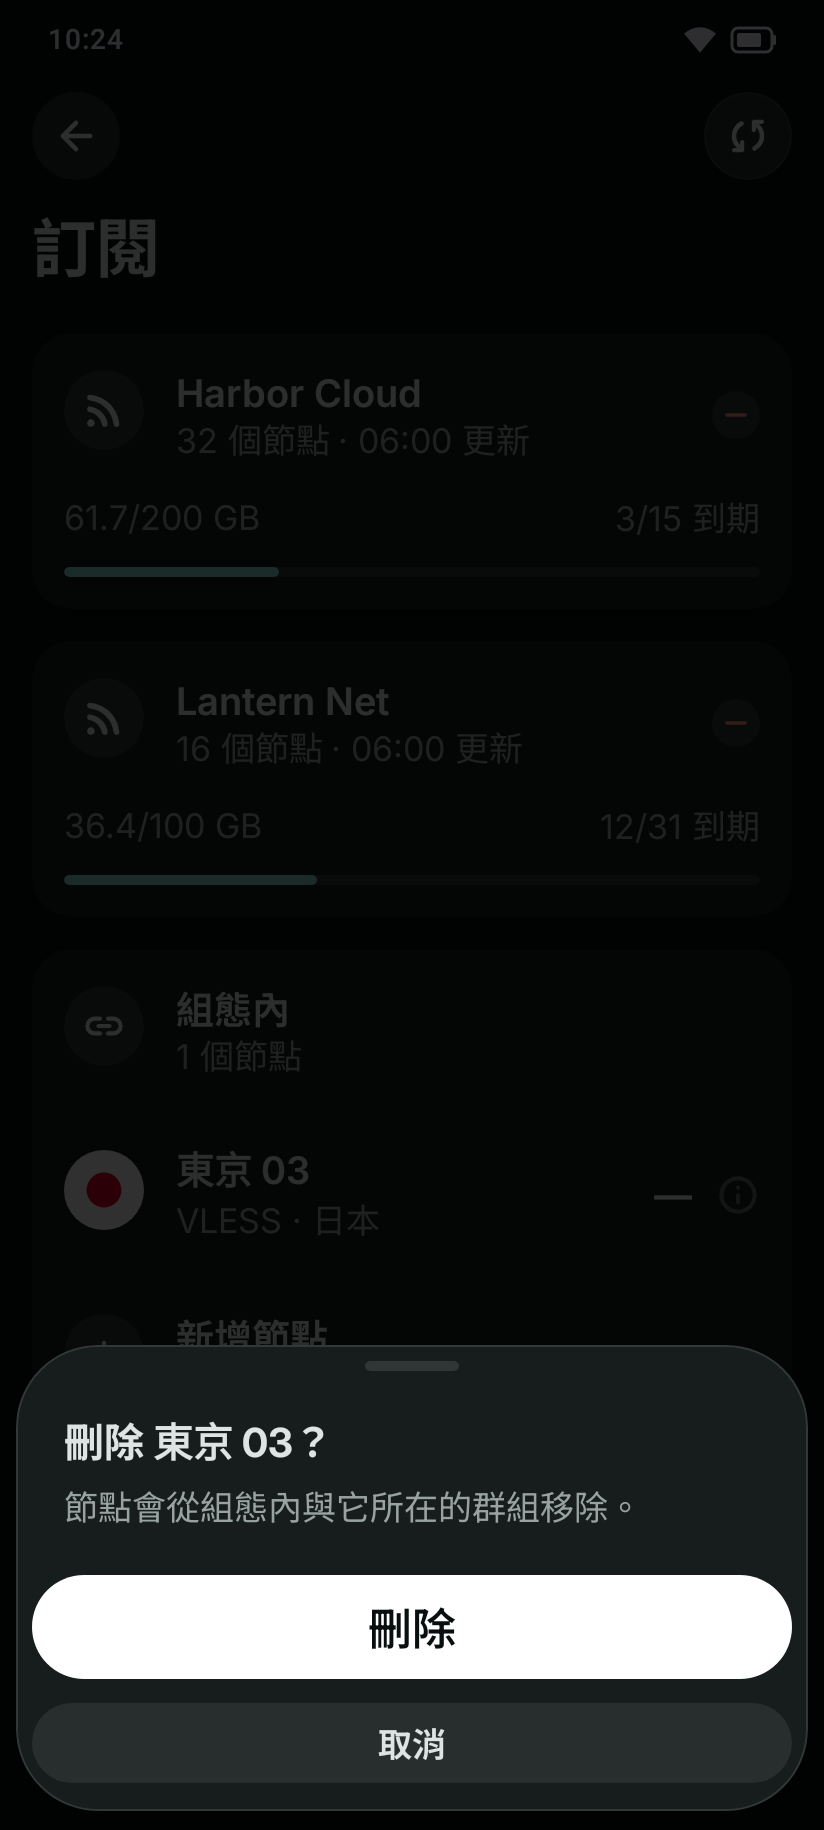 10:24
訂閱
Harbor Cloud
32 個節點 · 06:00 更新
61.7/200 GB
3/15 到期
Lantern Net
16 個節點 · 06:00 更新
36.4/100 GB
12/31 到期
組態內
1 個節點
東京 03
VLESS · 日本
新增節點
刪除 東京 03？
節點會從組態內與它所在的群組移除。
刪除
取消